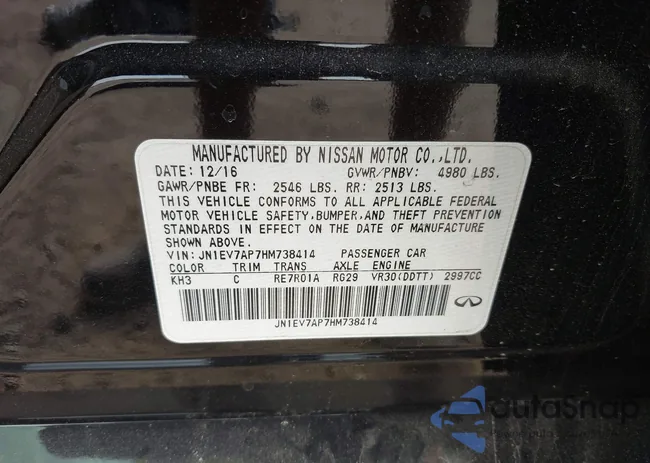 MANUFACTURED BY NISSAN MOTOR CO.,LTD.
DATE: 12/16 GVWR/PNBV: 4980 LBS.
GAWR/PNBE FR: 2546 LBS. RR: 2513 LBS.
THIS VEHICLE CONFORMS TO ALL APPLICABLE FEDERAL
MOTOR VEHICLE SAFETY, BUMPER, AND THEFT PREVENTION
STANDARDS IN EFFECT ON THE DATE OF MANUFACTURE
SHOWN ABOVE.
VIN: JN1EV7AP7HM738414 PASSENGER CAR
COLOR TRIM TRANS AXLE ENGINE
KH3 C RE7R01A RG29 VR30(DDTT) 2997CC
JN1EV7AP7HM738414
autoSnap